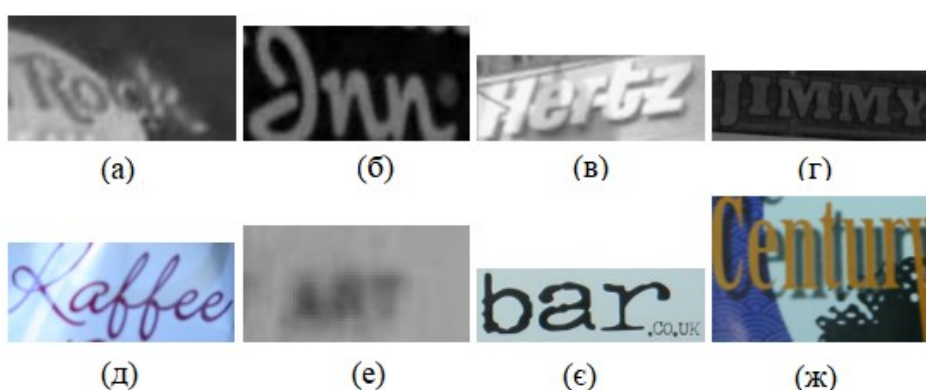 Rock Inn Hertz JIMMY
(а) (б) (в) (г)
Kaffee bar .CO.UK Century
(д) (е) (є) (ж)